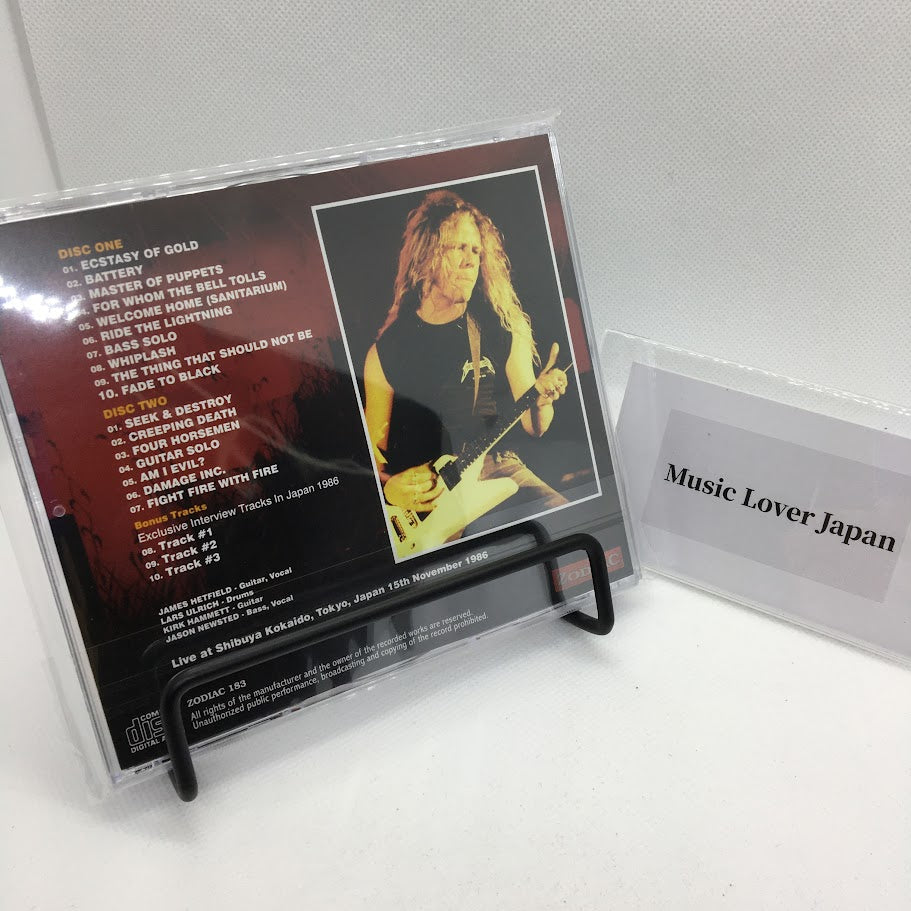 DISC ONE
01. ECSTASY OF GOLD
02. BATTERY
03. MASTER OF PUPPETS
04. FOR WHOM THE BELL TOLLS
05. WELCOME HOME (SANITARIUM)
06. RIDE THE LIGHTNING
07. BASS SOLO
08. WHIPLASH
09. THE THING THAT SHOULD NOT BE
10. FADE TO BLACK
DISC TWO
01. SEEK & DESTROY
02. CREEPING DEATH
03. FOUR HORSEMEN
04. GUITAR SOLO
05. AM I EVIL?
06. DAMAGE INC.
07. FIGHT FIRE WITH FIRE
Bonus Tracks
Exclusive Interview Tracks In Japan 1986
08. Track #1
09. Track #2
10. Track #3
JAMES HETFIELD - Guitar, Vocal
LARS ULRICH - Drums
KIRK HAMMETT - Guitar
JASON NEWSTED - Bass, Vocal
Live at Shibuya Kokaido, Tokyo, Japan 15th November 1986
ZODIAC
ZODIAC 183
All rights of the manufacturer and the owner of the recorded works are reserved.
Unauthorized public performance, broadcasting and copying of the record prohibited.
COM
dis
DIGITAL A
Music Lover Japan